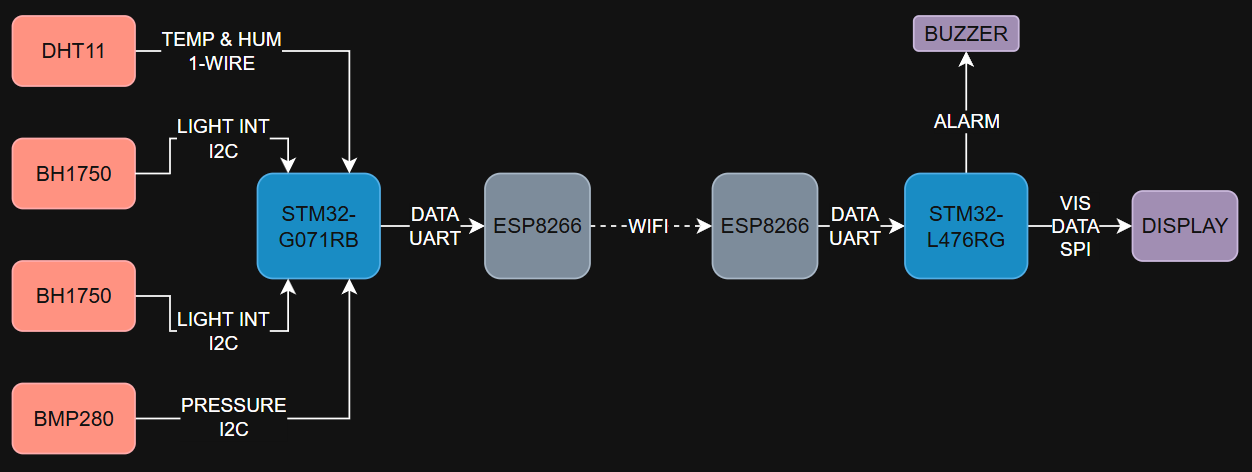 DHT11
TEMP & HUM
1-WIRE
BH1750
LIGHT INT
I2C
BH1750
LIGHT INT
I2C
BMP280
PRESSURE
I2C
STM32-
G071RB
DATA
UART
ESP8266
WIFI
ESP8266
DATA
UART
STM32-
L476RG
ALARM
BUZZER
VIS
DATA
SPI
DISPLAY